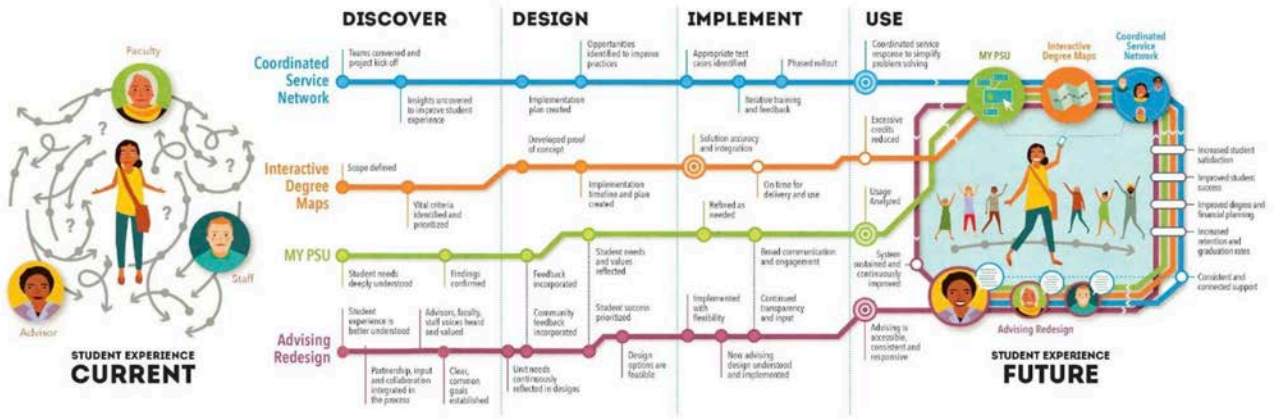 DISCOVER
DESIGN
IMPLEMENT
USE
Faculty
?
?
?
?
?
Advisor
Staff
STUDENT EXPERIENCE
CURRENT
Coordinated
Service
Network
Teams convened and
project kick off
Insights uncovered
to improve student
experience
Implementation
plan created
Opportunities
identified to improve
practices
Appropriate test
cases identified
Iterative training
and feedback
Phased rollout
Coordinated service
response to simplify
problem solving
Interactive
Degree
Maps
Scope defined
Vital criteria
identified and
prioritized
Developed proof
of concept
Implementation
timeline and plan
created
Solution accuracy
and integration
On time for
delivery and use
Excessive
credits
reduced
MY PSU
Student needs
deeply understood
Findings
confirmed
Feedback
incorporated
Student needs
and values
reflected
Refined as
needed
Broad communication
and engagement
Usage
Analyzed
System
sustained and
continuously
improved
Advising
Redesign
Student
experience is
better understood
Partnership, input
and collaboration
integrated in
the process
Advisors, faculty,
staff voices heard
and valued
Clear,
common
goals
established
Unit needs
continuously
reflected in designs
Community
feedback
incorporated
Student success
prioritized
Design
options are
feasible
Implemented
with
flexibility
New advising
design understood
and implemented
Continued
transparency
and input
Advising is
accessible,
consistent and
responsive
MY PSU
Interactive
Degree Maps
Coordinated
Service
Network
Increased student
satisfaction
Improved student
success
Improved degree and
financial planning
Increased
retention and
graduation rates
Consistent and
connected support
Advising Redesign
STUDENT EXPERIENCE
FUTURE